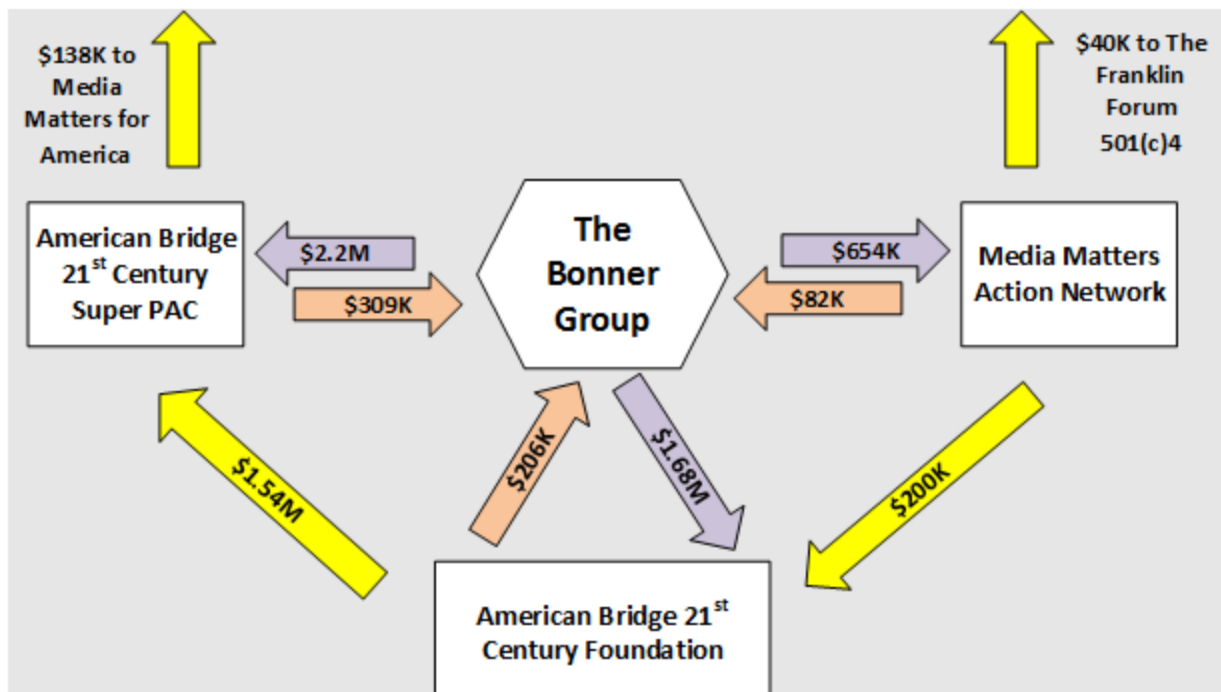 $138K to
Media
Matters for
America
$40K to The
Franklin
Forum
501(c)4
American Bridge
21st Century
Super PAC
$2.2M
$309K
The
Bonner
Group
$654K
$82K
Media Matters
Action Network
$1.54M
$206K
$1.68M
$200K
American Bridge 21st
Century Foundation